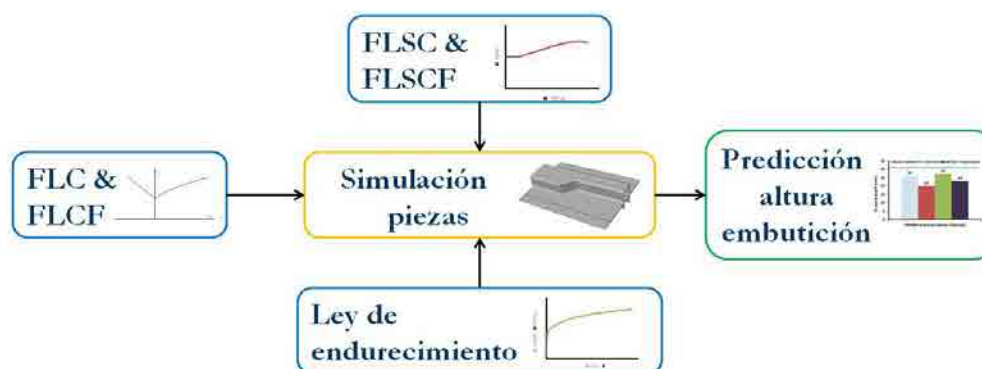 FLSC &
FLSCF
FLC &
FLCF
Simulación
piezas
Predicción
altura
embutición
Ley de
endurecimiento